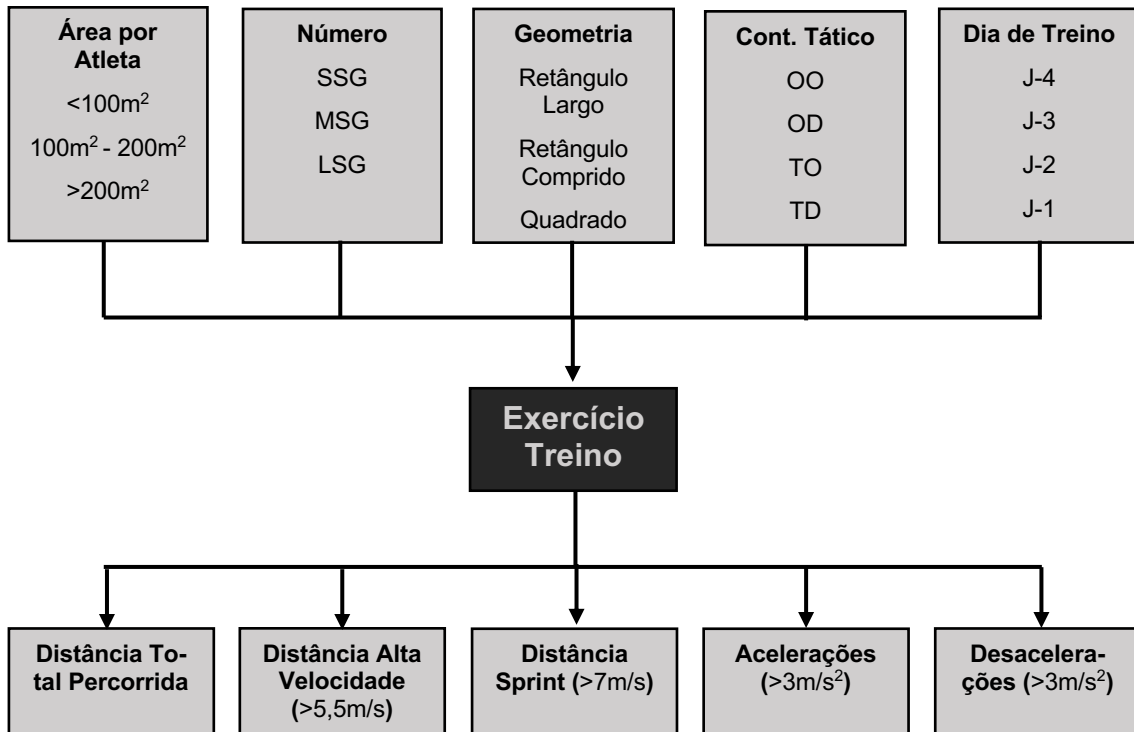 Área por
Atleta
<100m²
100m² - 200m²
>200m²
Número
SSG
MSG
LSG
Geometria
Retângulo
Largo
Retângulo
Comprido
Quadrado
Cont. Tático
OO
OD
TO
TD
Dia de Treino
J-4
J-3
J-2
J-1
Exercício
Treino
Distância To-
tal Percorrida
Distância Alta
Velocidade
(>5,5m/s)
Distância
Sprint (>7m/s)
Acelerações
(>3m/s²)
Desacelera-
ções (>3m/s²)